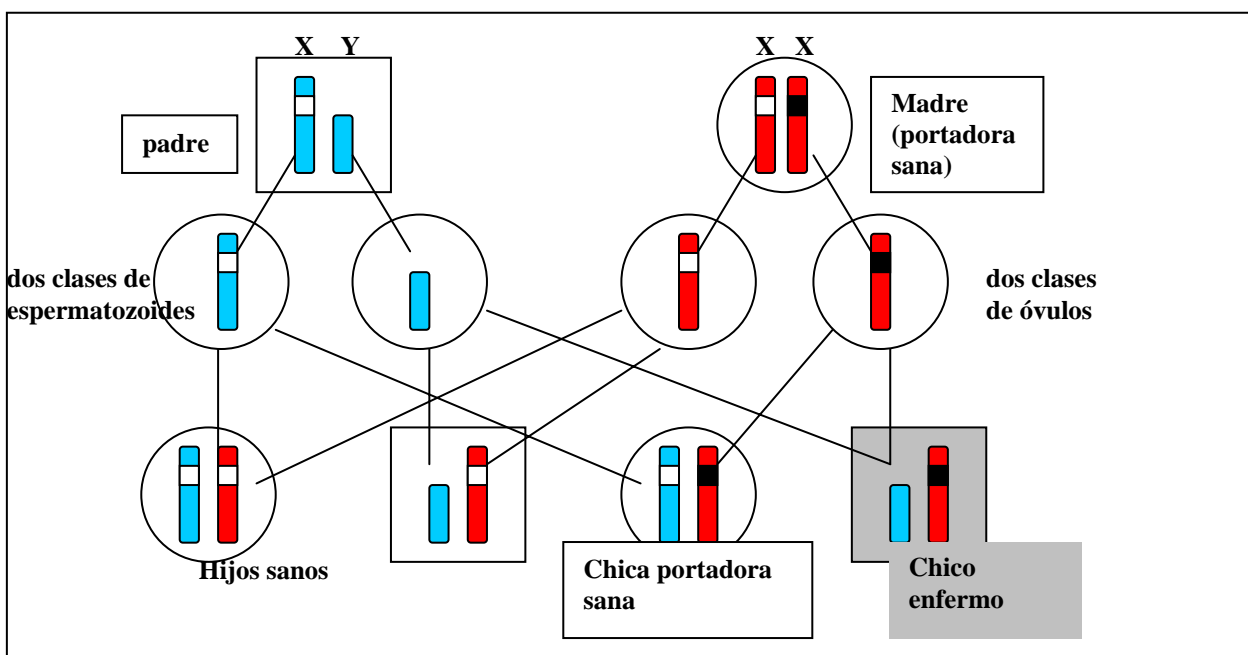 X Y
X X
padre
Madre
(portadora
sana)
dos clases de
espermatozoides
dos clases
de óvulos
Hijos sanos
Chica portadora
sana
Chico
enfermo